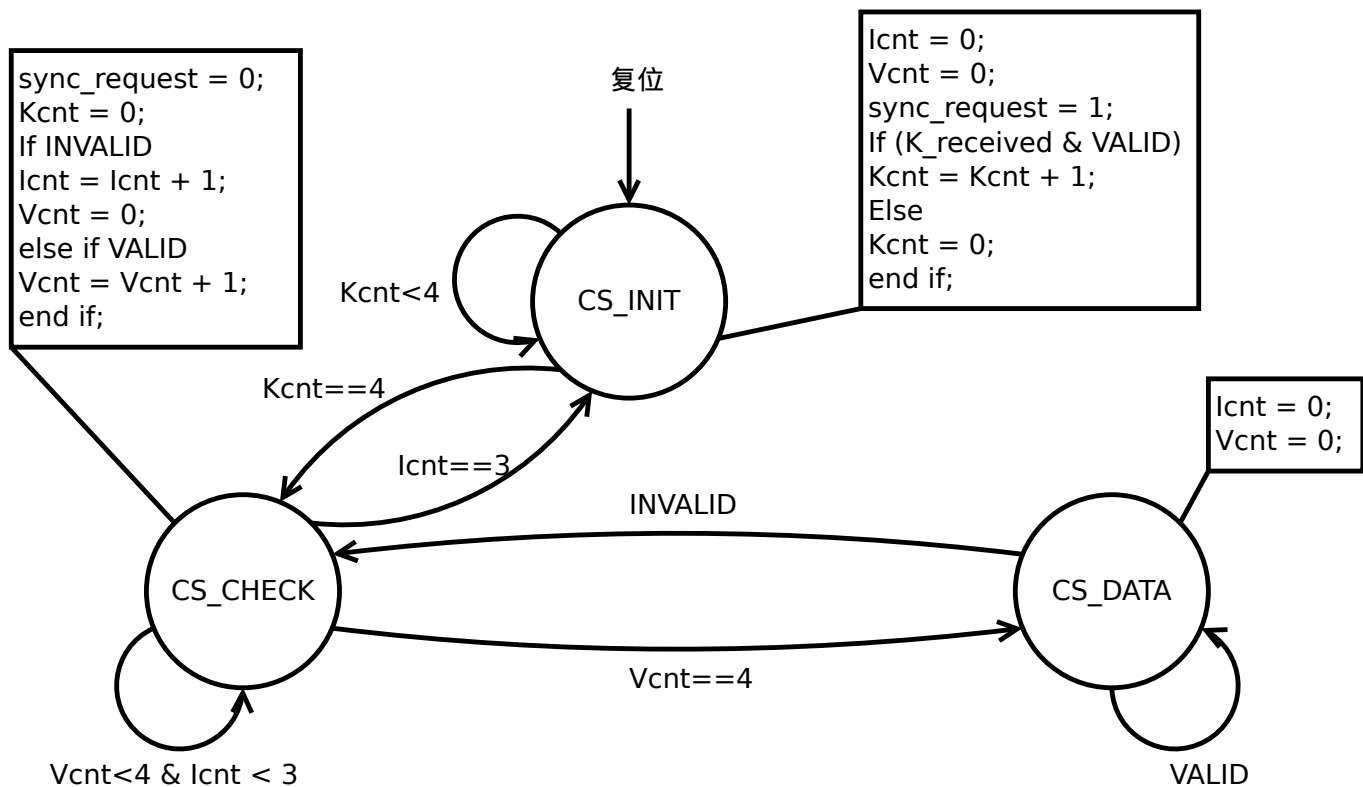 复位
sync_request = 0;
Kcnt = 0;
If INVALID
Icnt = Icnt + 1;
Vcnt = 0;
else if VALID
Vcnt = Vcnt + 1;
end if;
Icnt = 0;
Vcnt = 0;
sync_request = 1;
If (K_received & VALID)
Kcnt = Kcnt + 1;
Else
Kcnt = 0;
end if;
Kcnt<4
CS_INIT
Kcnt==4
Icnt==3
Icnt = 0;
Vcnt = 0;
INVALID
CS_CHECK
CS_DATA
Vcnt==4
Vcnt<4 & Icnt < 3
VALID